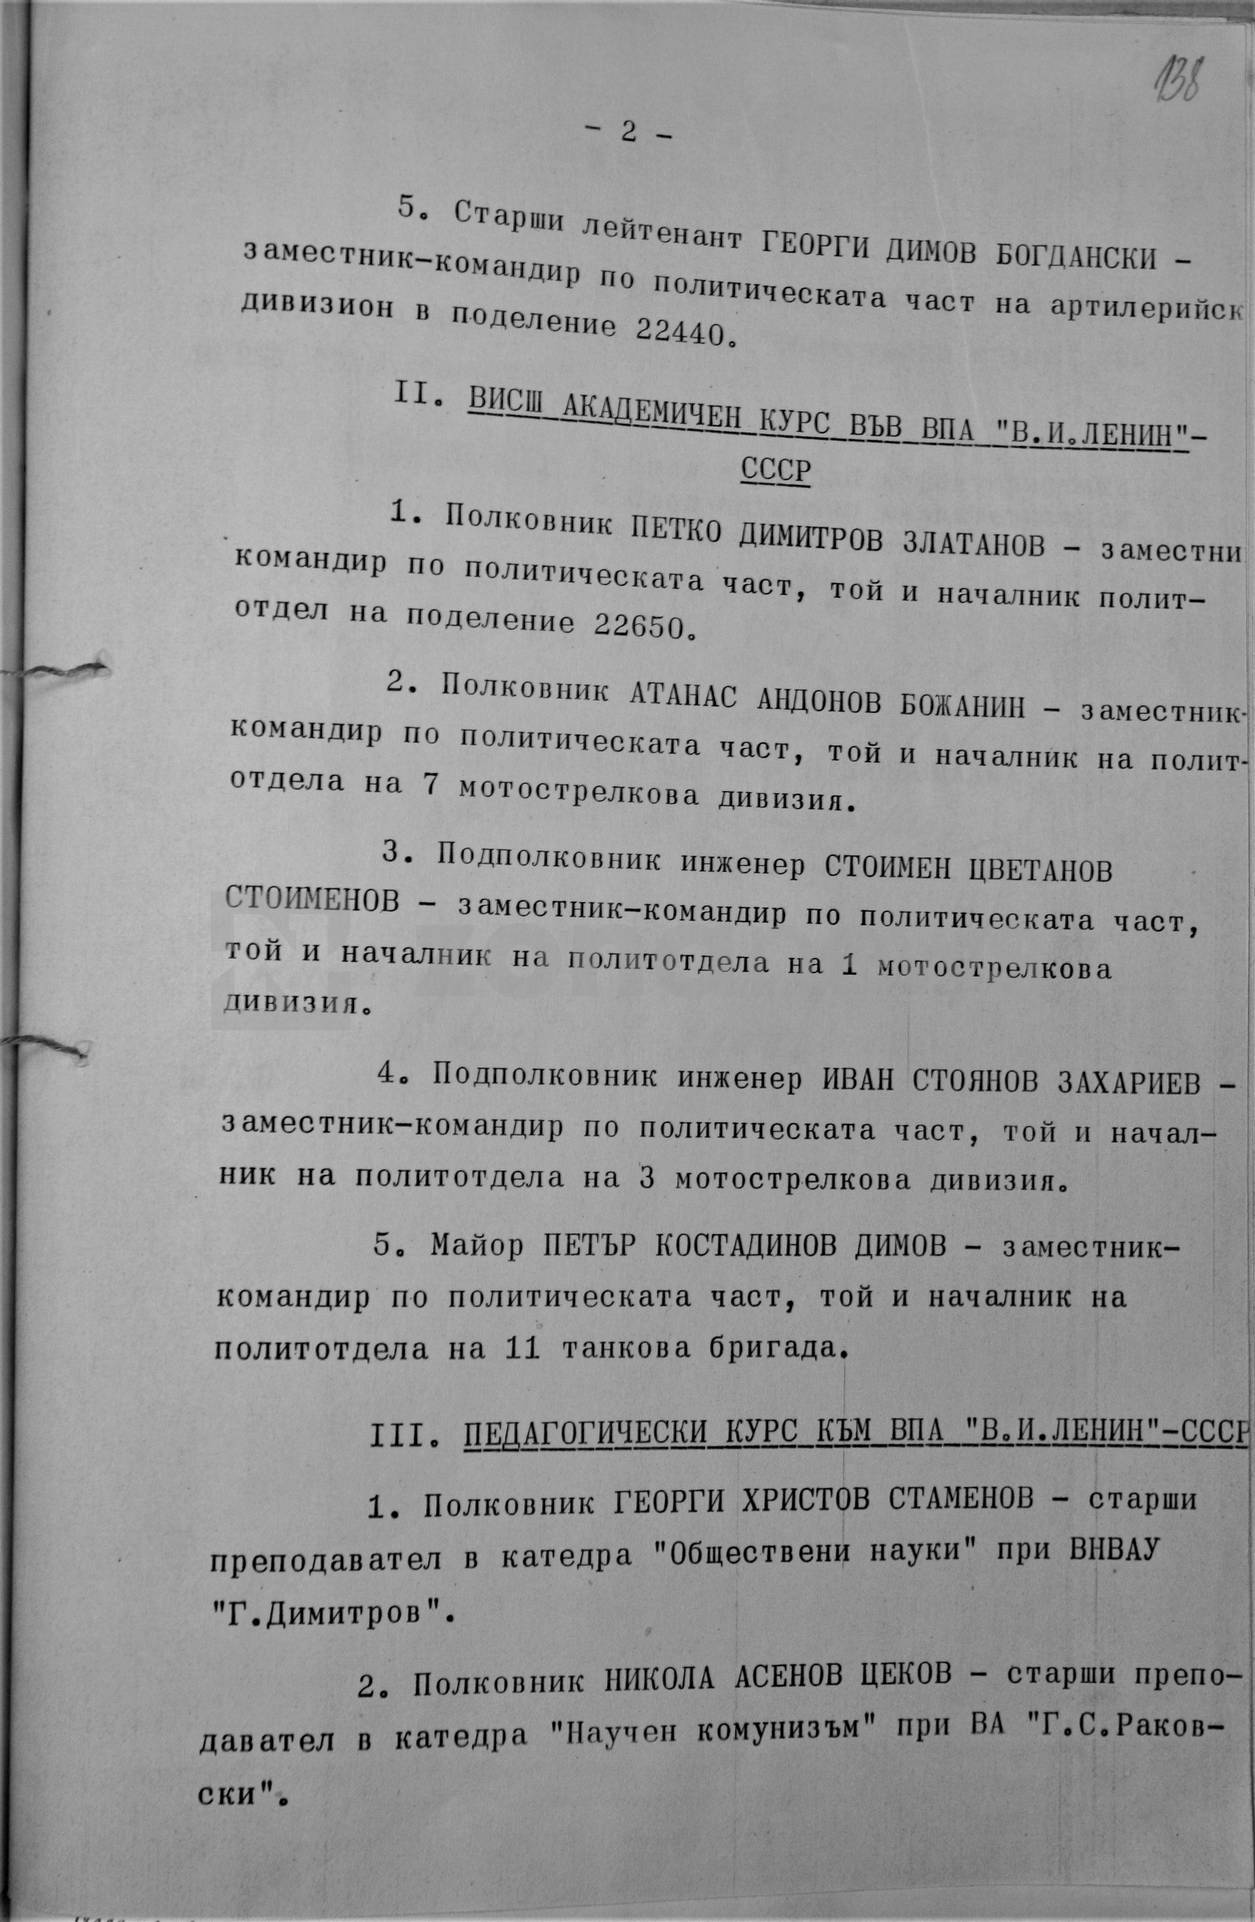 138
- 2 -
5. Старши лейтенант ГЕОРГИ ДИМОВ БОГДАНСКИ -
заместник-командир по политическата част на артилерийск
дивизион в поделение 22440.
II. ВИСШ АКАДЕМИЧЕН КУРС ВЪВ ВПА "В.И.ЛЕНИН"-
СССР
1. Полковник ПЕТКО ДИМИТРОВ ЗЛАТАНОВ - заместни
командир по политическата част, той и началник полит-
отдел на поделение 22650.
2. Полковник АТАНАС АНДОНОВ БОЖАНИН - заместник-
командир по политическата част, той и началник на полит-
отдела на 7 мотострелкова дивизия.
3. Подполковник инженер СТОИМЕН ЦВЕТАНОВ
СТОИМЕНОВ - заместник-командир по политическата част,
той и началник на политотдела на 1 мотострелкова
дивизия.
4. Подполковник инженер ИВАН СТОЯНОВ ЗАХАРИЕВ -
заместник-командир по политическата част, той и начал-
ник на политотдела на 3 мотострелкова дивизия.
5. Майор ПЕТЪР КОСТАДИНОВ ДИМОВ - заместник-
командир по политическата част, той и началник на
политотдела на 11 танкова бригада.
III. ПЕДАГОГИЧЕСКИ КУРС КЪМ ВПА "В.И.ЛЕНИН"-СССР
1. Полковник ГЕОРГИ ХРИСТОВ СТАМЕНОВ - старши
преподавател в катедра "Обществени науки" при ВНВАУ
"Г.Димитров".
2. Полковник НИКОЛА АСЕНОВ ЦЕКОВ - старши препо-
давател в катедра "Научен комунизъм" при ВА "Г.С.Раков-
ски".